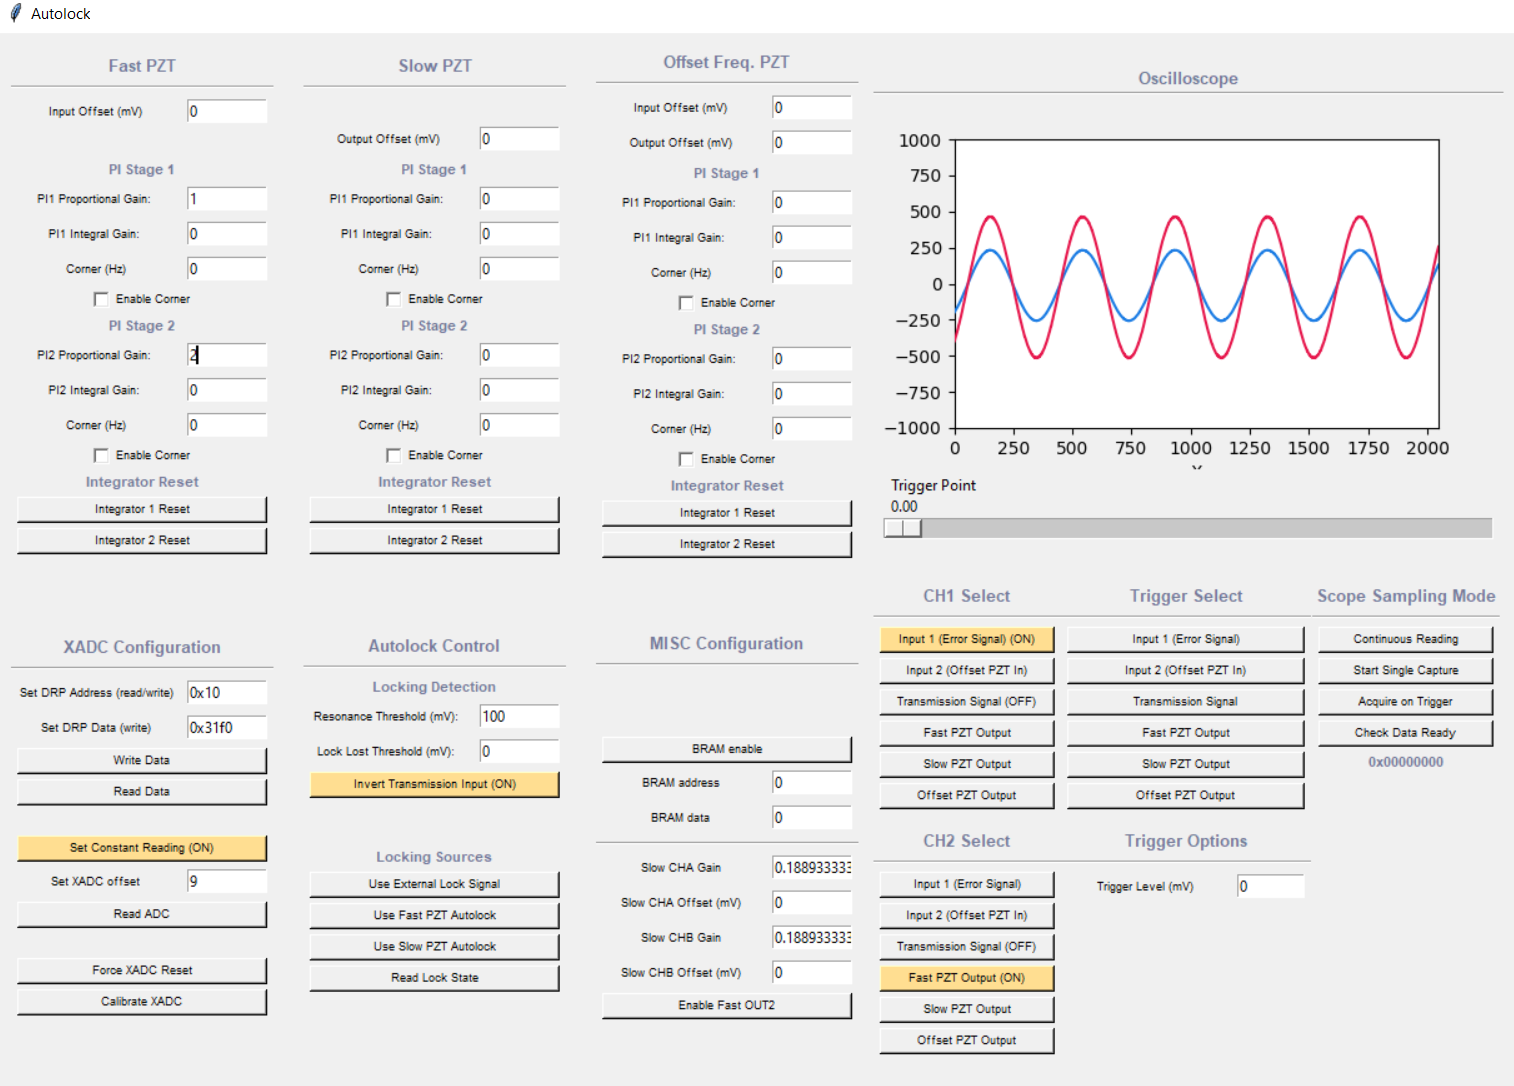 Autolock
Fast PZT
Input Offset (mV) 0
PI Stage 1
PI1 Proportional Gain: 1
PI1 Integral Gain: 0
Corner (Hz) 0
Enable Corner
PI Stage 2
PI2 Proportional Gain: 2
PI2 Integral Gain: 0
Corner (Hz) 0
Enable Corner
Integrator Reset
Integrator 1 Reset
Integrator 2 Reset
Slow PZT
Output Offset (mV) 0
PI Stage 1
PI1 Proportional Gain: 0
PI1 Integral Gain: 0
Corner (Hz) 0
Enable Corner
PI Stage 2
PI2 Proportional Gain: 0
PI2 Integral Gain: 0
Corner (Hz) 0
Enable Corner
Integrator Reset
Integrator 1 Reset
Integrator 2 Reset
Offset Freq. PZT
Input Offset (mV) 0
Output Offset (mV) 0
PI Stage 1
PI1 Proportional Gain: 0
PI1 Integral Gain: 0
Corner (Hz) 0
Enable Corner
PI Stage 2
PI2 Proportional Gain: 0
PI2 Integral Gain: 0
Corner (Hz) 0
Enable Corner
Integrator Reset
Integrator 1 Reset
Integrator 2 Reset
Oscilloscope
1000
750
500
250
0
−250
−500
−750
−1000
0 250 500 750 1000 1250 1500 1750 2000
Trigger Point
0.00
XADC Configuration
Set DRP Address (read/write) 0x10
Set DRP Data (write) 0x31f0
Write Data
Read Data
Set Constant Reading (ON)
Set XADC offset 9
Read ADC
Force XADC Reset
Calibrate XADC
Autolock Control
Locking Detection
Resonance Threshold (mV): 100
Lock Lost Threshold (mV): 0
Invert Transmission Input (ON)
Locking Sources
Use External Lock Signal
Use Fast PZT Autolock
Use Slow PZT Autolock
Read Lock State
MISC Configuration
BRAM enable
BRAM address 0
BRAM data 0
Slow CHA Gain 0.188933333
Slow CHA Offset (mV) 0
Slow CHB Gain 0.188933333
Slow CHB Offset (mV) 0
Enable Fast OUT2
CH1 Select
Input 1 (Error Signal) (ON)
Input 2 (Offset PZT In)
Transmission Signal (OFF)
Fast PZT Output
Slow PZT Output
Offset PZT Output
Trigger Select
Input 1 (Error Signal)
Input 2 (Offset PZT In)
Transmission Signal
Fast PZT Output
Slow PZT Output
Offset PZT Output
Scope Sampling Mode
Continuous Reading
Start Single Capture
Acquire on Trigger
Check Data Ready
0x00000000
CH2 Select
Input 1 (Error Signal)
Input 2 (Offset PZT In)
Transmission Signal (OFF)
Fast PZT Output (ON)
Slow PZT Output
Offset PZT Output
Trigger Options
Trigger Level (mV) 0